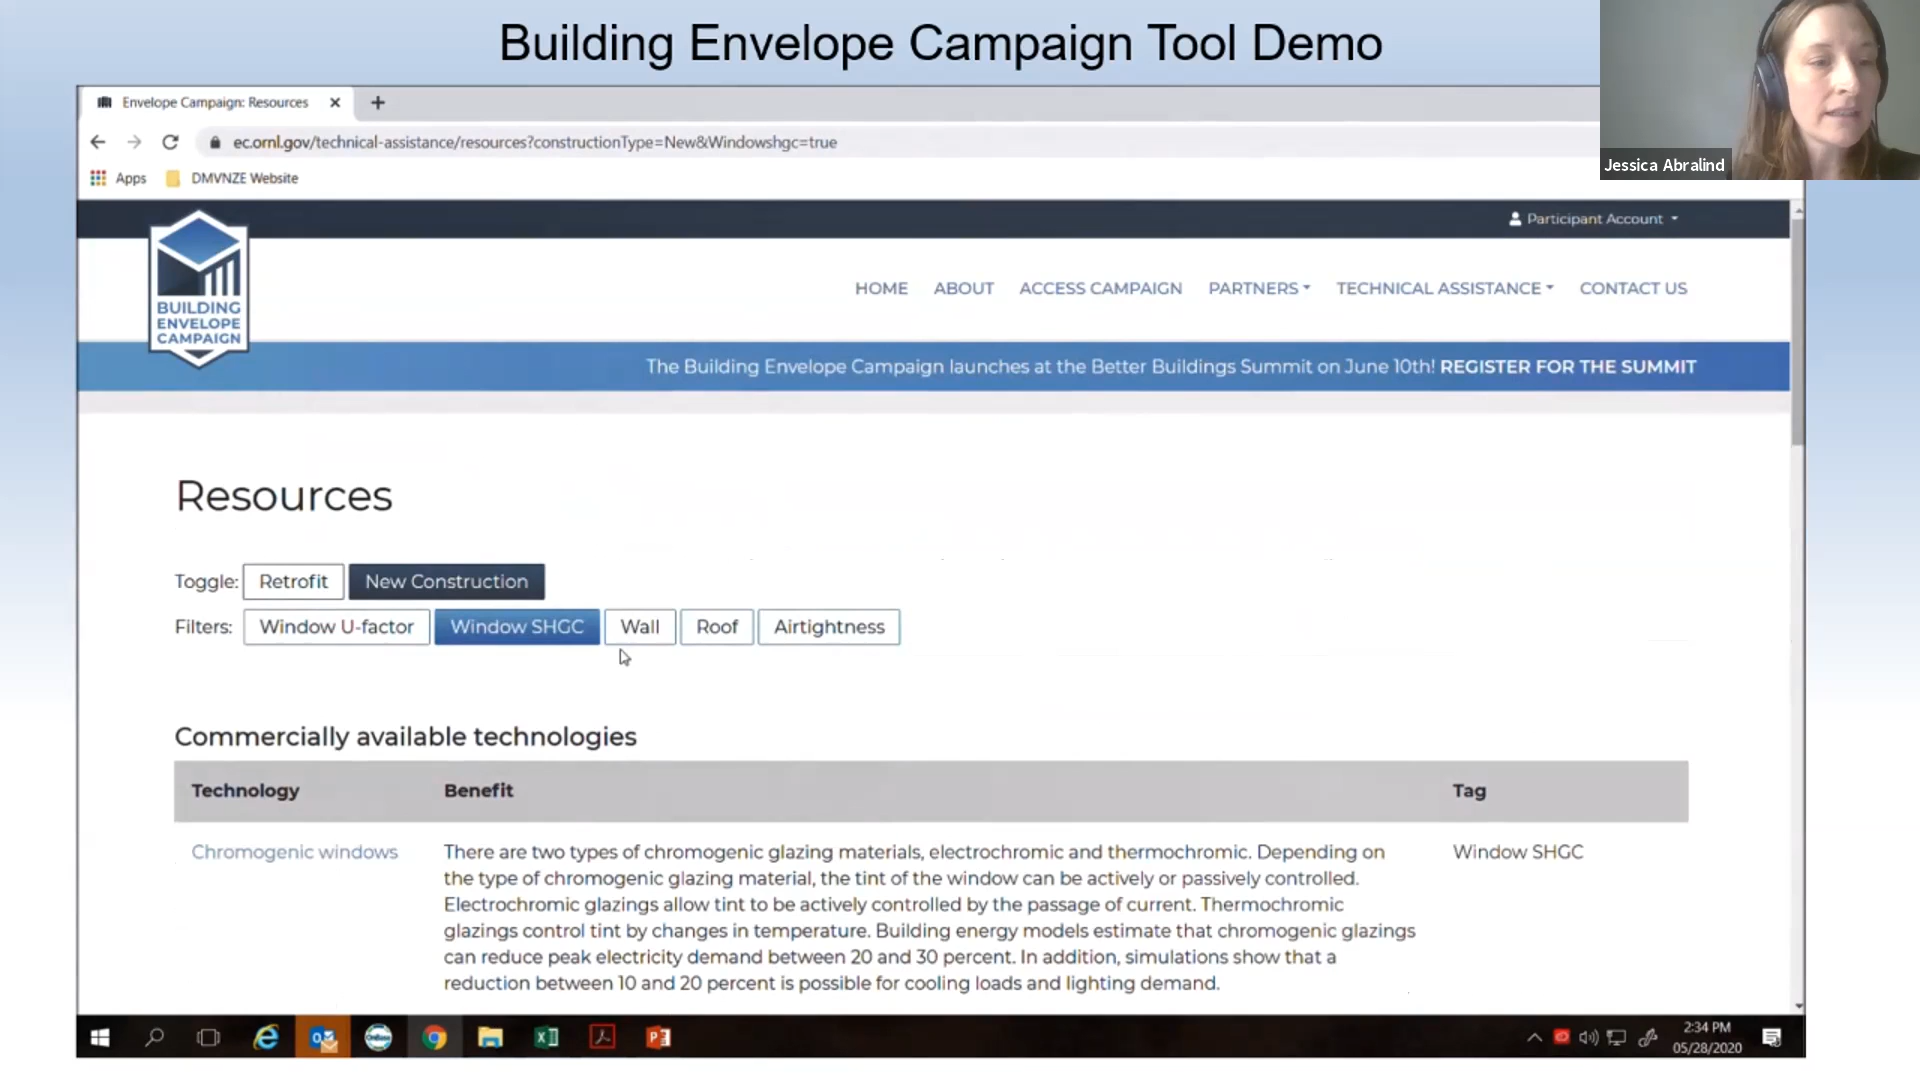 Building Envelope Campaign Tool Demo
Jessica Abralind
Envelope Campaign: Resources
ec.ornl.gov/technical-assistance/resources?constructionType=New&Windowshgc=true
Apps DMVNZE Website
Participant Account
BUILDING
ENVELOPE
CAMPAIGN
HOME ABOUT ACCESS CAMPAIGN PARTNERS TECHNICAL ASSISTANCE CONTACT US
The Building Envelope Campaign launches at the Better Buildings Summit on June 10th! REGISTER FOR THE SUMMIT
Resources
Toggle: Retrofit New Construction
Filters: Window U-factor Window SHGC Wall Roof Airtightness
Commercially available technologies
Technology Benefit Tag
Chromogenic windows There are two types of chromogenic glazing materials, electrochromic and thermochromic. Depending on Window SHGC
the type of chromogenic glazing material, the tint of the window can be actively or passively controlled.
Electrochromic glazings allow tint to be actively controlled by the passage of current. Thermochromic
glazings control tint by changes in temperature. Building energy models estimate that chromogenic glazings
can reduce peak electricity demand between 20 and 30 percent. In addition, simulations show that a
reduction between 10 and 20 percent is possible for cooling loads and lighting demand.
2:34 PM
05/28/2020